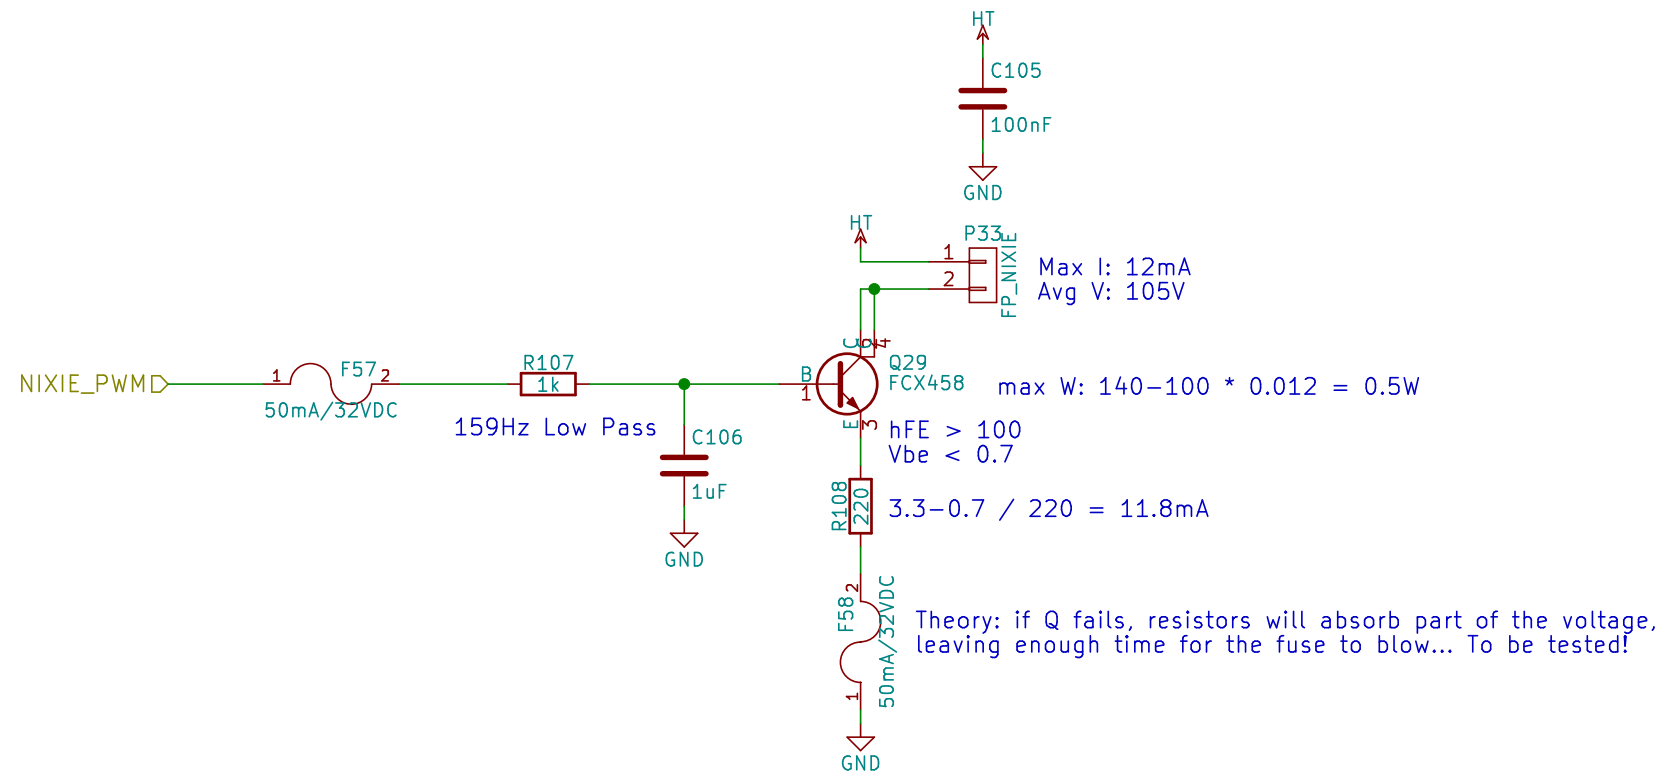 HT
C105
100nF
GND
HT
P33
1
2
FP_NIXIE
Max I: 12mA
Avg V: 105V
NIXIE_PWM
1
F57
2
50mA/32VDC
R107
1k
159Hz Low Pass
C106
1uF
GND
B
1
C
4
Q29
FCX458
E
3
max W: 140-100 * 0.012 = 0.5W
hFE > 100
Vbe < 0.7
R108
220
3.3-0.7 / 220 = 11.8mA
2
F58
50mA/32VDC
1
GND
Theory: if Q fails, resistors will absorb part of the voltage,
leaving enough time for the fuse to blow... To be tested!